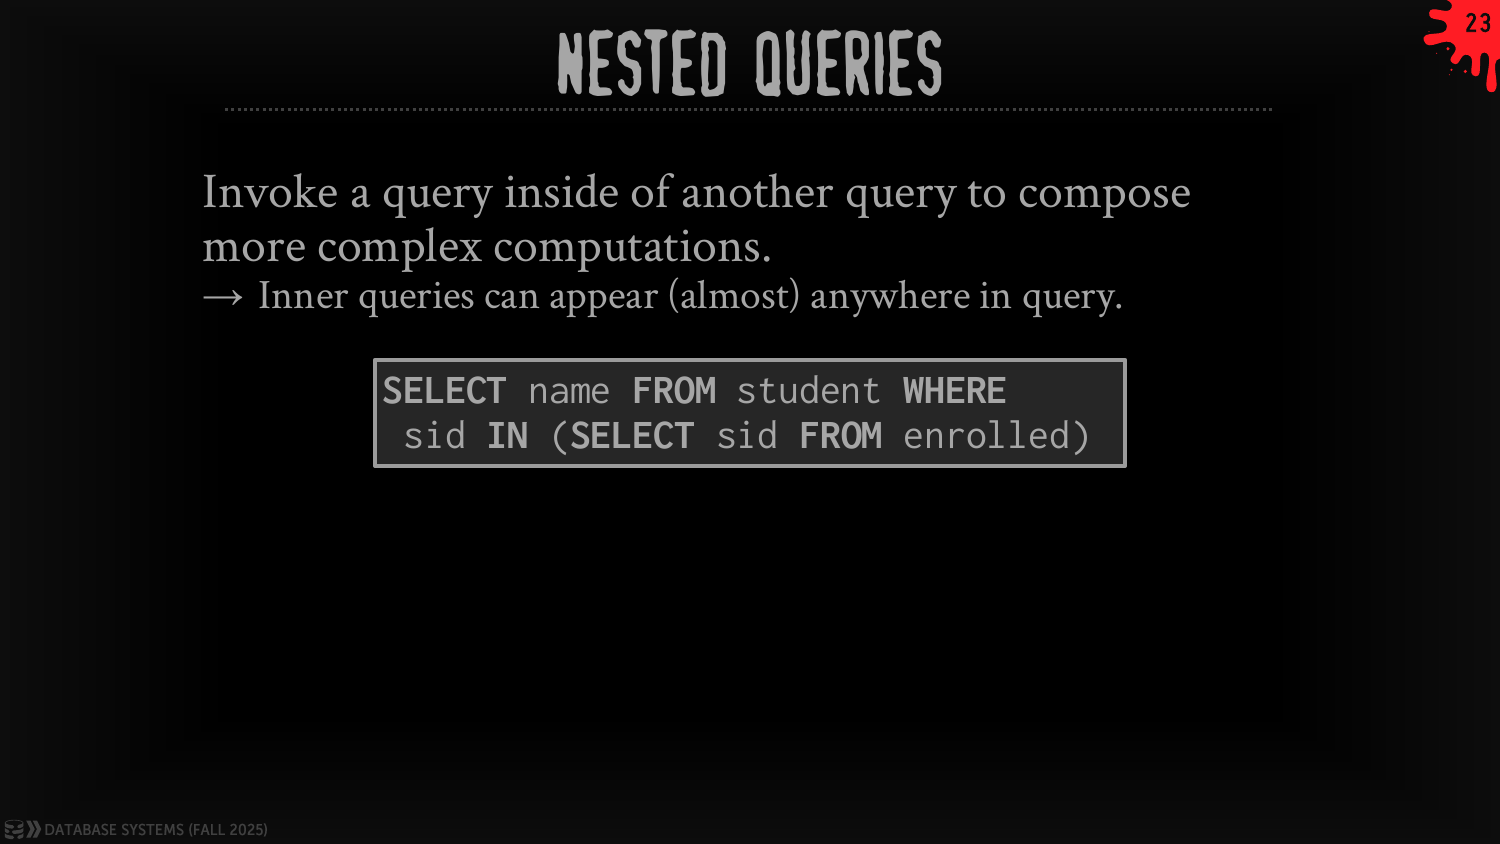 23
NESTED QUERIES
Invoke a query inside of another query to compose
more complex computations.
→ Inner queries can appear (almost) anywhere in query.
SELECT name FROM student WHERE
sid IN (SELECT sid FROM enrolled)
DATABASE SYSTEMS (FALL 2025)